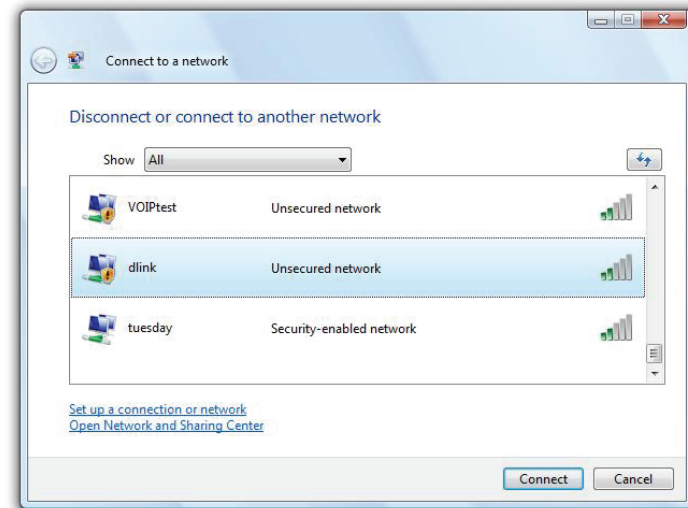 Connect to a network
Disconnect or connect to another network
Show All
VOIPtest Unsecured network
dlink Unsecured network
tuesday Security-enabled network
Set up a connection or network
Open Network and Sharing Center
Connect Cancel